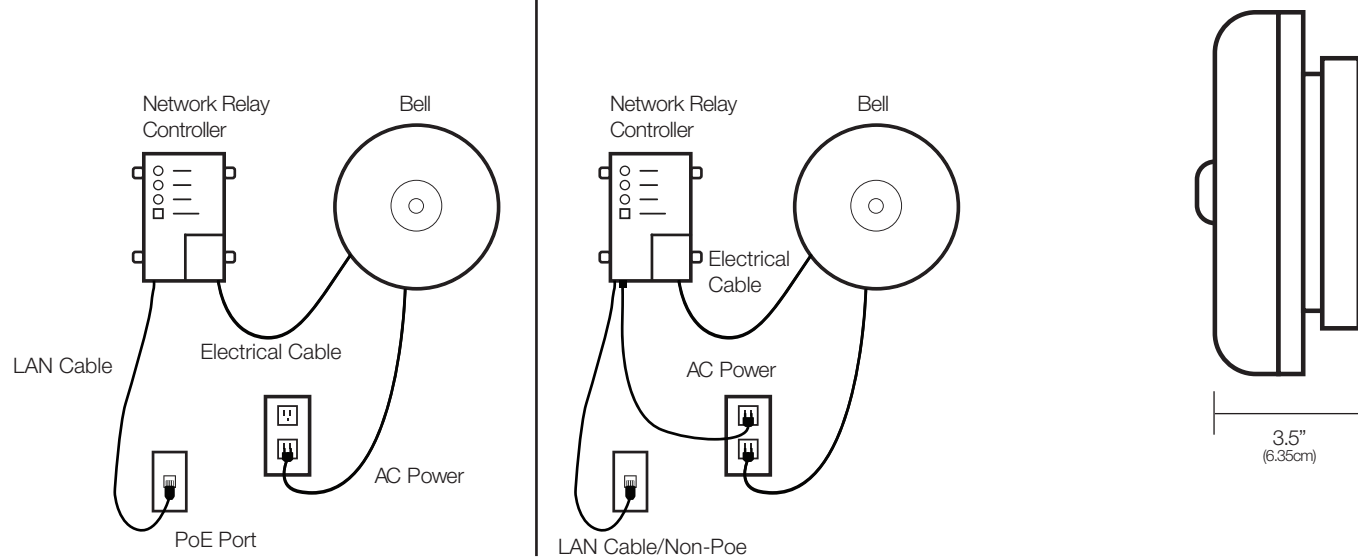 Network Relay
Controller
Bell
LAN Cable
Electrical Cable
AC Power
PoE Port
Network Relay
Controller
Bell
Electrical
Cable
AC Power
LAN Cable/Non-Poe
3.5”
(6.35cm)